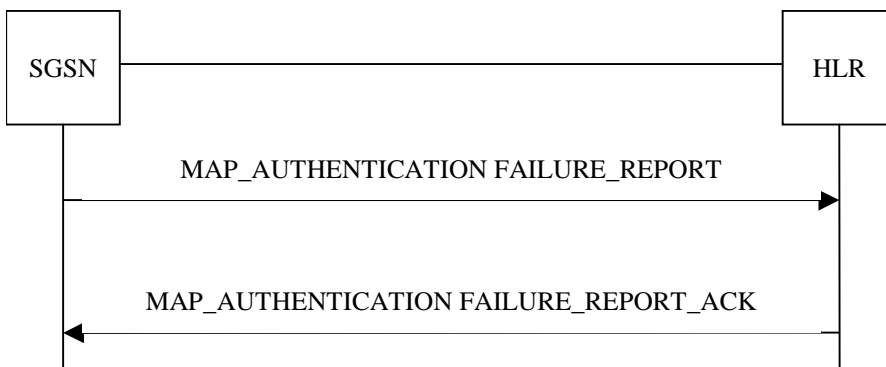 SGSN
HLR
MAP_AUTHENTICATION FAILURE_REPORT
MAP_AUTHENTICATION FAILURE_REPORT_ACK